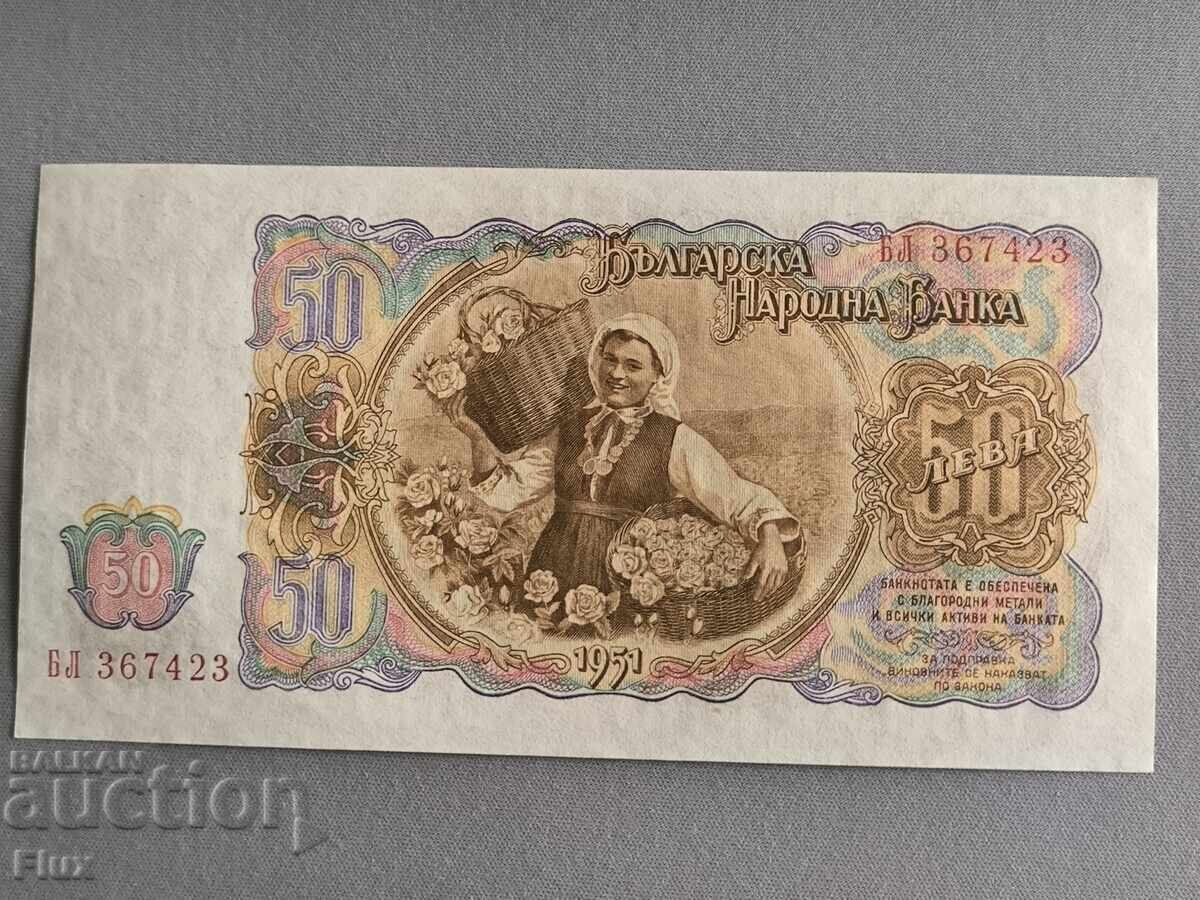 БЪЛГАРСКА
НАРОДНА БАНКА
БЛ 367423
50
50
50
50
ЛЕВА
БАНКНОТАТА Е ОБЕСПЕЧЕНА
С БЛАГОРОДНИ МЕТАЛИ
И ВСИЧКИ АКТИВИ НА БАНКАТА
ЗА ПОДПРАВКА
ВИНОВНИТЕ СЕ НАКАЗВАТ
ПО ЗАКОНА
БЛ 367423
1951
BALKAN
auction
Flux